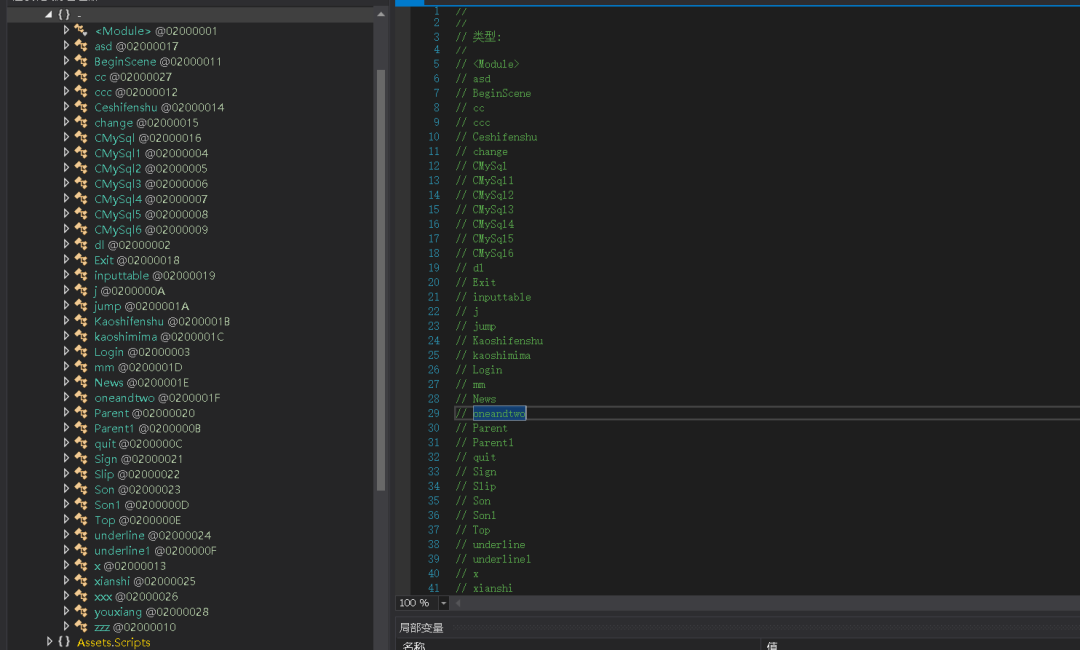 { } -
<Module> @02000001
asd @02000017
BeginScene @02000011
cc @02000027
ccc @02000012
Ceshifenshu @02000014
change @02000015
CMySql @02000016
CMySql1 @02000004
CMySql2 @02000005
CMySql3 @02000006
CMySql4 @02000007
CMySql5 @02000008
CMySql6 @02000009
dl @02000002
Exit @02000018
inputtable @02000019
j @0200000A
jump @0200001A
Kaoshifenshu @0200001B
kaoshimima @0200001C
Login @02000003
mm @0200001D
News @0200001E
oneandtwo @0200001F
Parent @02000020
Parent1 @0200000B
quit @0200000C
Sign @02000021
Slip @02000022
Son @02000023
Son1 @0200000D
Top @0200000E
underline @02000024
underline1 @0200000F
x @02000013
xianshi @02000025
xxx @02000026
youxiang @02000028
zzz @02000010
{ } Assets.Scripts
1 //
2 //
3 // 类型:
4 //
5 // <Module>
6 // asd
7 // BeginScene
8 // cc
9 // ccc
10 // Ceshifenshu
11 // change
12 // CMySql
13 // CMySql1
14 // CMySql2
15 // CMySql3
16 // CMySql4
17 // CMySql5
18 // CMySql6
19 // dl
20 // Exit
21 // inputtable
22 // j
23 // jump
24 // Kaoshifenshu
25 // kaoshimima
26 // Login
27 // mm
28 // News
29 // oneandtwo
30 // Parent
31 // Parent1
32 // quit
33 // Sign
34 // Slip
35 // Son
36 // Son1
37 // Top
38 // underline
39 // underline1
40 // x
41 // xianshi
100 %
局部变量
名称 值